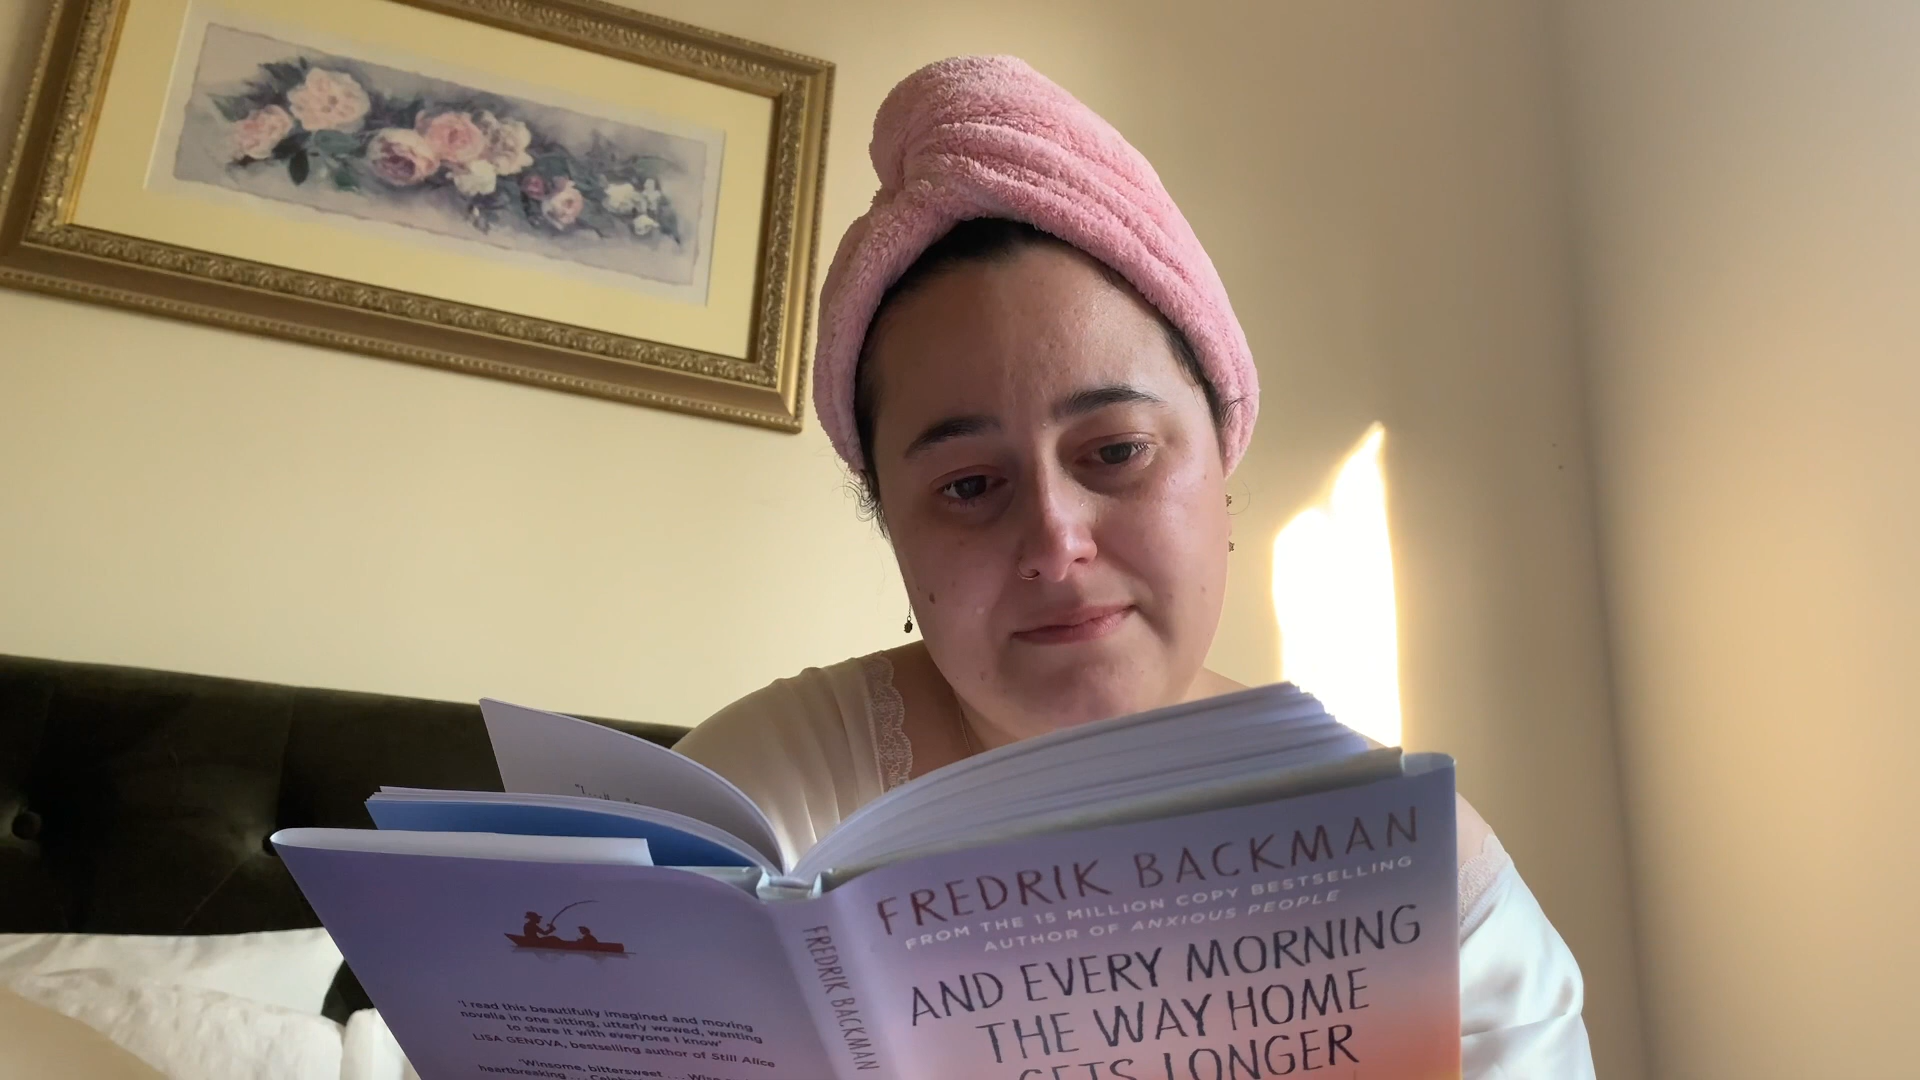 FREDRIK BACKMAN
FROM THE 15 MILLION COPY BESTSELLING
AUTHOR OF ANXIOUS PEOPLE
AND EVERY MORNING
THE WAY HOME
GETS LONGER
FREDRIK BACKMAN
'I read this beautifully imagined and moving
novella in one sitting, utterly wowed, wanting
to share it with everyone I know'
LISA GENOVA, bestselling author of Still Alice
'Winsome, bittersweet . . .
heartbreaking . . .